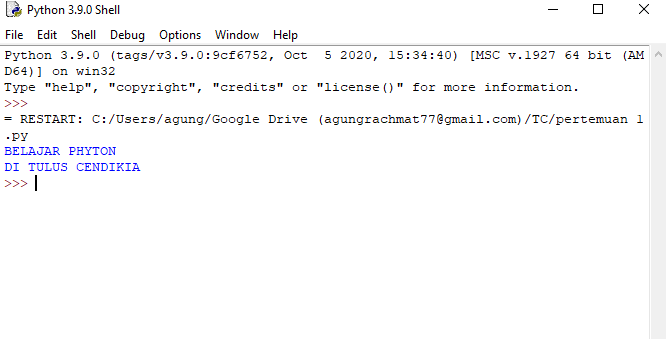 Python 3.9.0 Shell
File Edit Shell Debug Options Window Help
Python 3.9.0 (tags/v3.9.0:9cf6752, Oct  5 2020, 15:34:40) [MSC v.1927 64 bit (AM
D64)] on win32
Type "help", "copyright", "credits" or "license()" for more information.
>>>
= RESTART: C:/Users/agung/Google Drive (agungrachmat77@gmail.com)/TC/pertemuan 1
.py
BELAJAR PHYTON
DI TULUS CENDIKIA
>>>